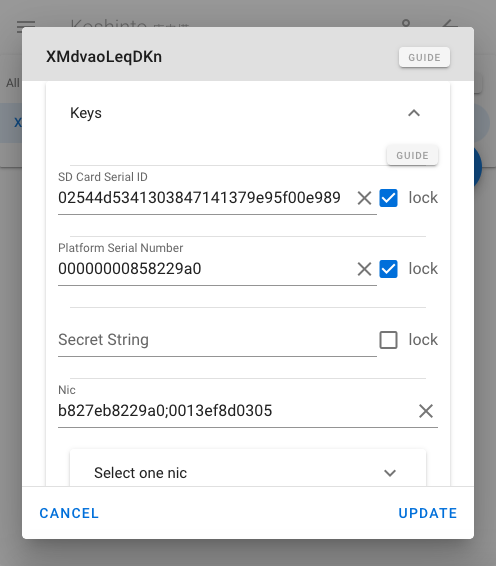 Koshinto
All
XMdvaoLeqDKn
GUIDE
X
Keys
GUIDE
SD Card Serial ID
02544d5341303847141379e95f00e989
lock
Platform Serial Number
00000000858229a0
lock
Secret String
lock
Nic
b827eb8229a0;0013ef8d0305
Select one nic
CANCEL
UPDATE